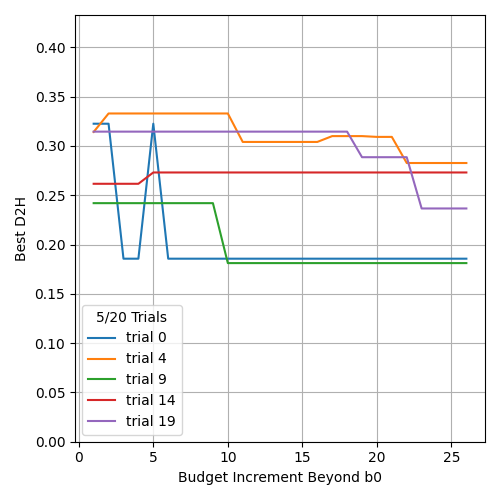 0.40
0.35
0.30
0.25
0.20
0.15
0.10
0.05
0.00
Best D2H
5/20 Trials
trial 0
trial 4
trial 9
trial 14
trial 19
0 5 10 15 20 25
Budget Increment Beyond b0